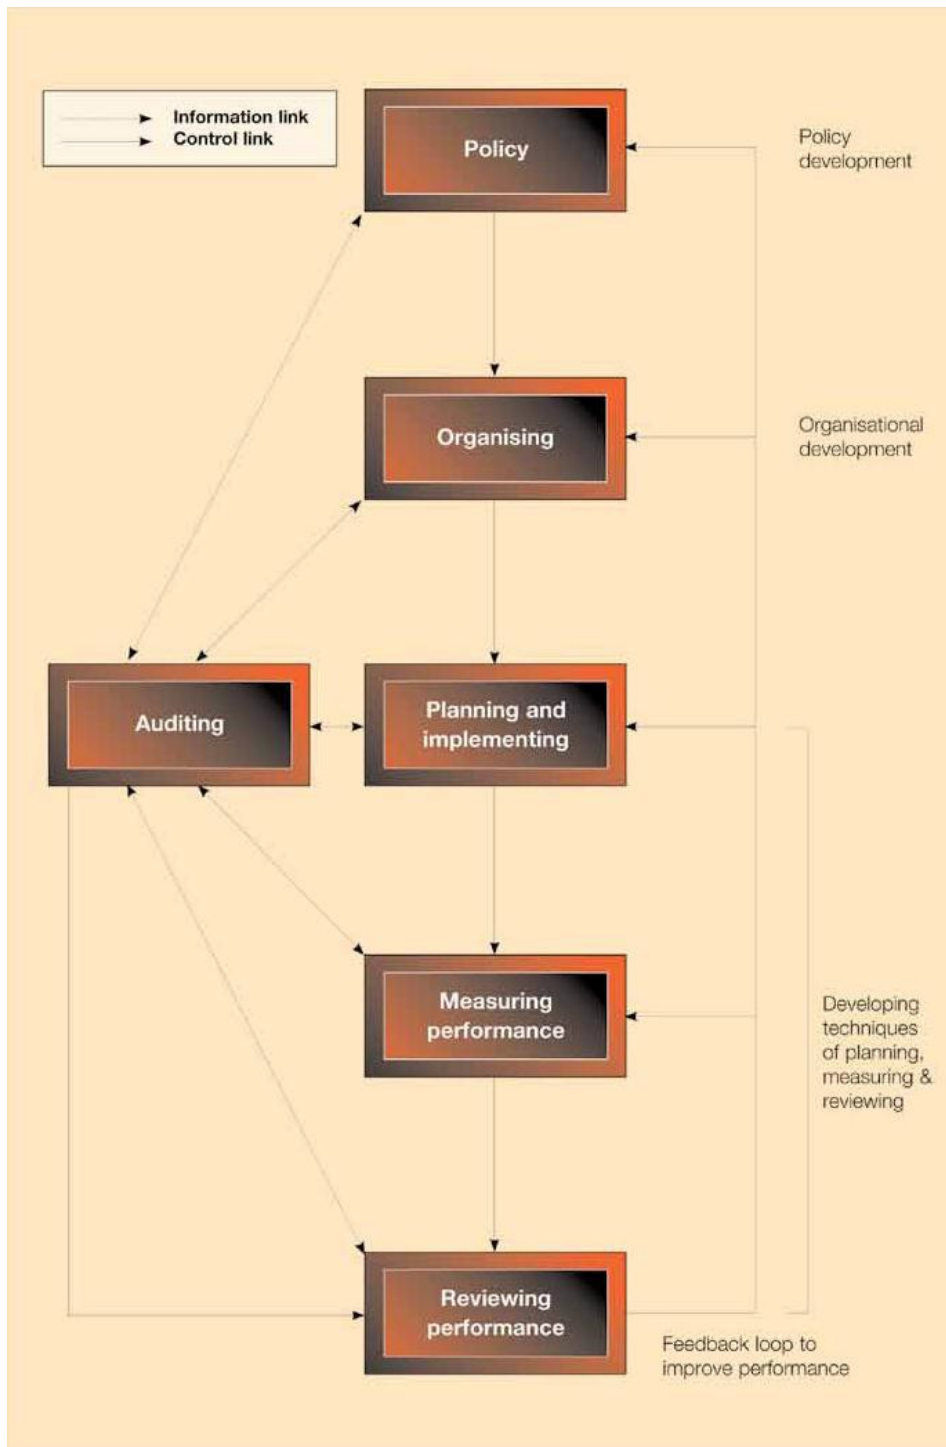 Information link
Control link
Policy
Policy
development
Organising
Organisational
development
Auditing
Planning and
implementing
Measuring
performance
Developing
techniques
of planning,
measuring &
reviewing
Reviewing
performance
Feedback loop to
improve performance